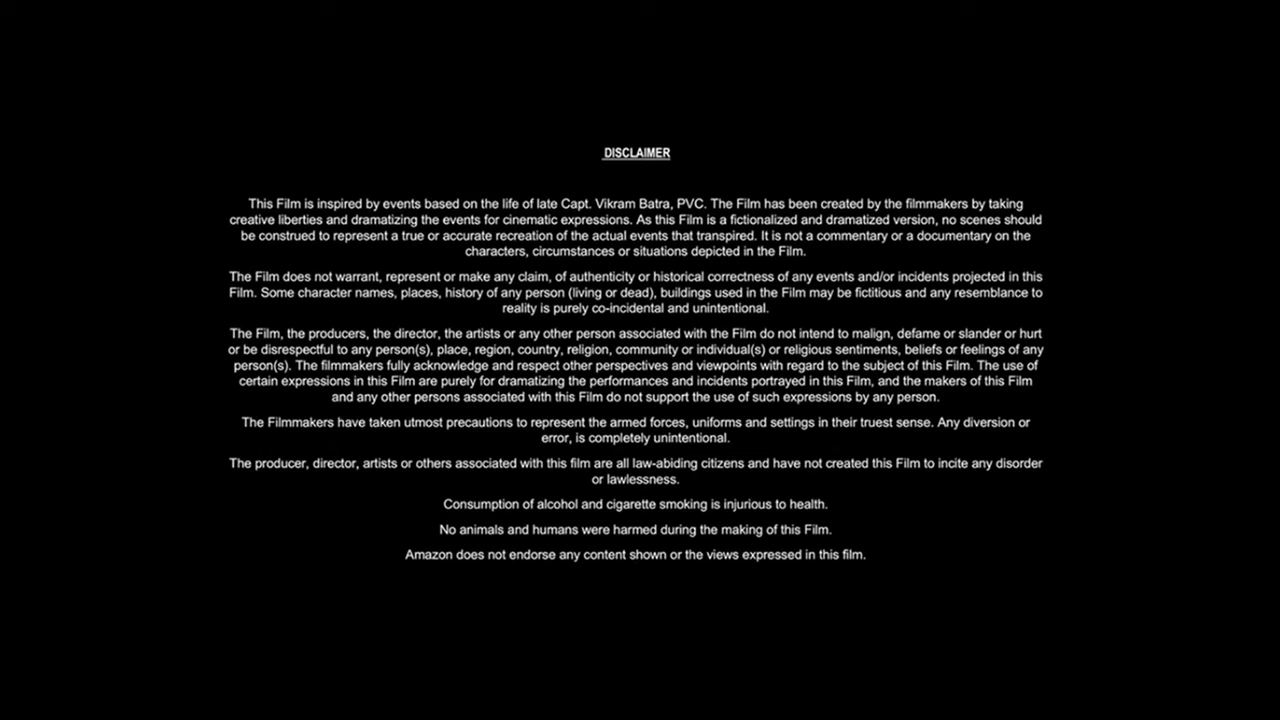 DISCLAIMER
This Film is inspired by events based on the life of late Capt. Vikram Batra, PVC. The Film has been created by the filmmakers by taking
creative liberties and dramatizing the events for cinematic expressions. As this Film is a fictionalized and dramatized version, no scenes should
be construed to represent a true or accurate recreation of the actual events that transpired. It is not a commentary or a documentary on the
characters, circumstances or situations depicted in the Film.
The Film does not warrant, represent or make any claim, of authenticity or historical correctness of any events and/or incidents projected in this
Film. Some character names, places, history of any person (living or dead), buildings used in the Film may be fictitious and any resemblance to
reality is purely co-incidental and unintentional.
The Film, the producers, the director, the artists or any other person associated with the Film do not intend to malign, defame or slander or hurt
or be disrespectful to any person(s), place, region, country, religion, community or individual(s) or religious sentiments, beliefs or feelings of any
person(s). The filmmakers fully acknowledge and respect other perspectives and viewpoints with regard to the subject of this Film. The use of
certain expressions in this Film are purely for dramatizing the performances and incidents portrayed in this Film, and the makers of this Film
and any other persons associated with this Film do not support the use of such expressions by any person.
The Filmmakers have taken utmost precautions to represent the armed forces, uniforms and settings in their truest sense. Any diversion or
error, is completely unintentional.
The producer, director, artists or others associated with this film are all law-abiding citizens and have not created this Film to incite any disorder
or lawlessness.
Consumption of alcohol and cigarette smoking is injurious to health.
No animals and humans were harmed during the making of this Film.
Amazon does not endorse any content shown or the views expressed in this film.